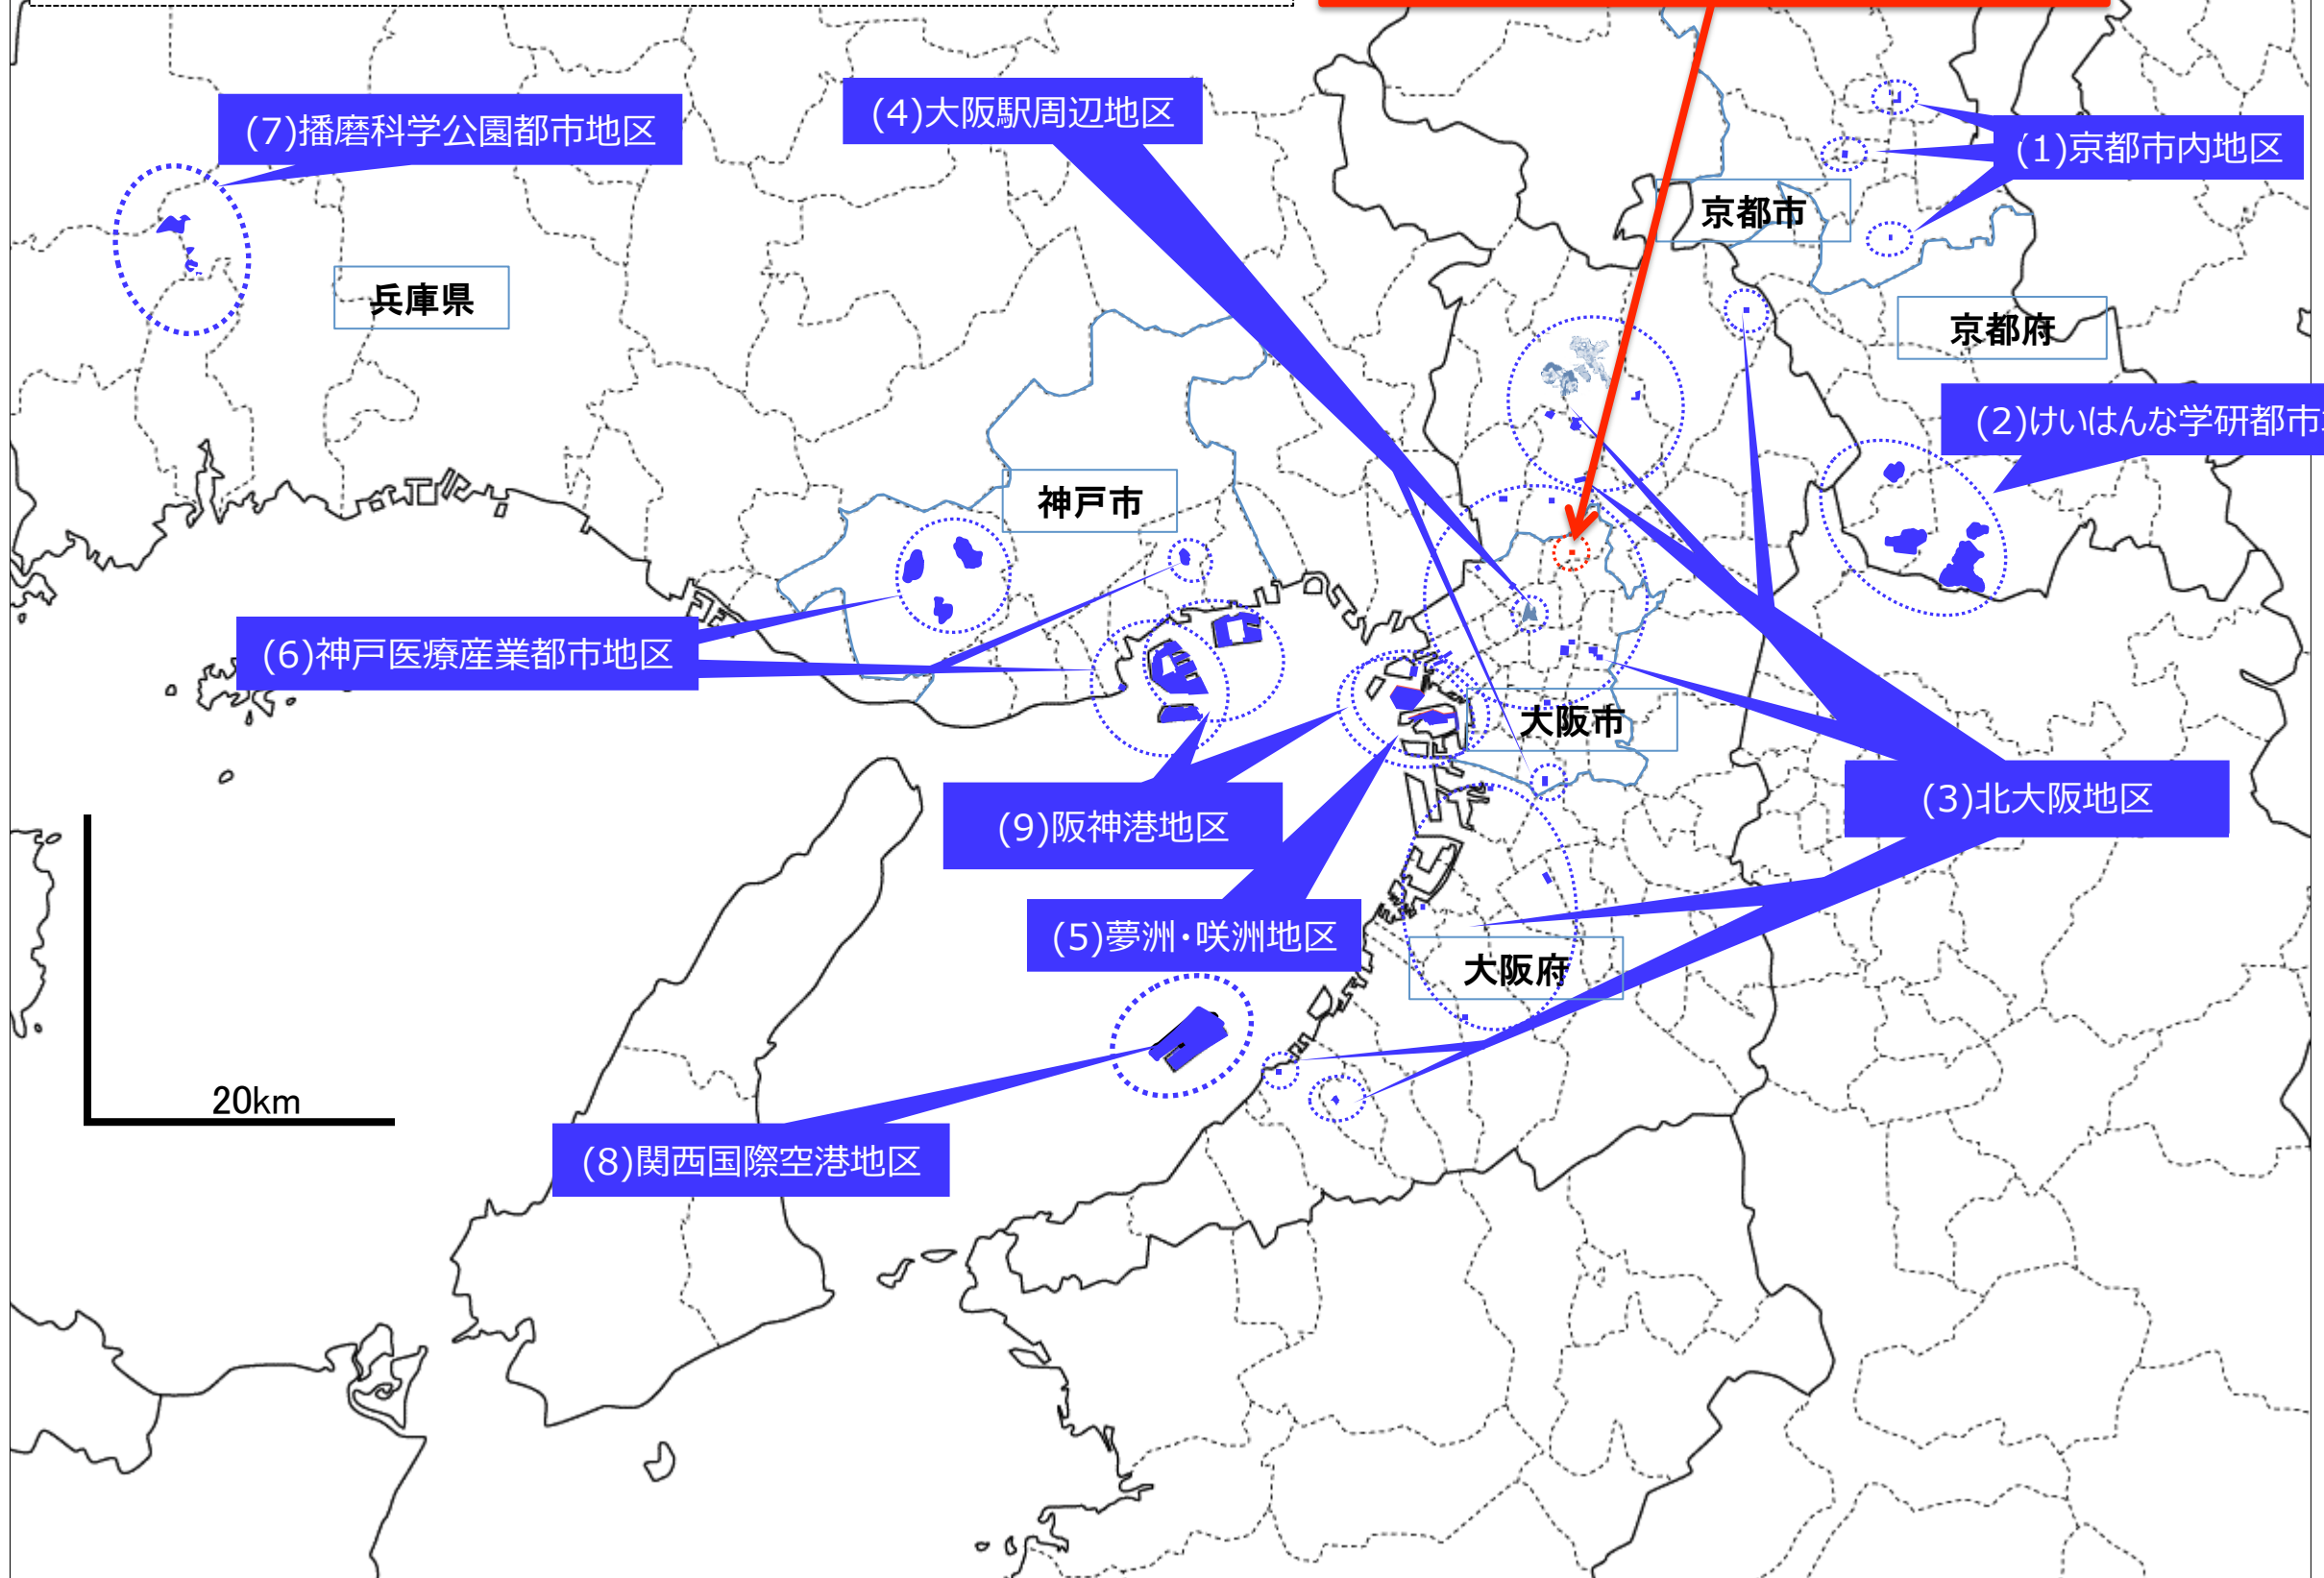 (4)大阪駅周辺地区
(7)播磨科学公園都市地区
(1)京都市内地区
京都市
兵庫県
京都府
(2)けいはんな学研都市
神戸市
(6)神戸医療産業都市地区
大阪市
(3)北大阪地区
(9)阪神港地区
(5)夢洲・咲洲地区
大阪府
20km
(8)関西国際空港地区